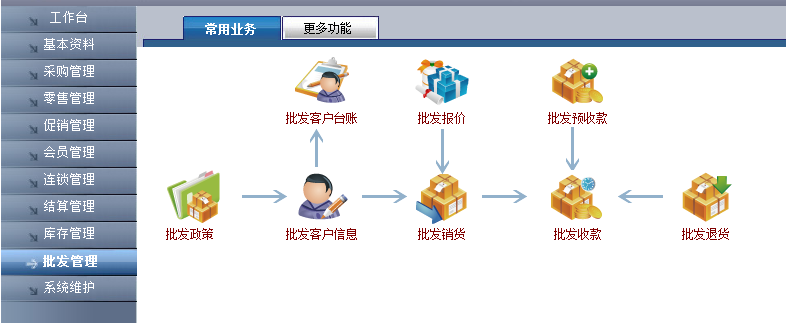 工作台
基本资料
采购管理
零售管理
促销管理
会员管理
连锁管理
结算管理
库存管理
批发管理
系统维护
常用业务
更多功能
批发客户台账
批发报价
批发预收款
批发政策
批发客户信息
批发销货
批发收款
批发退货